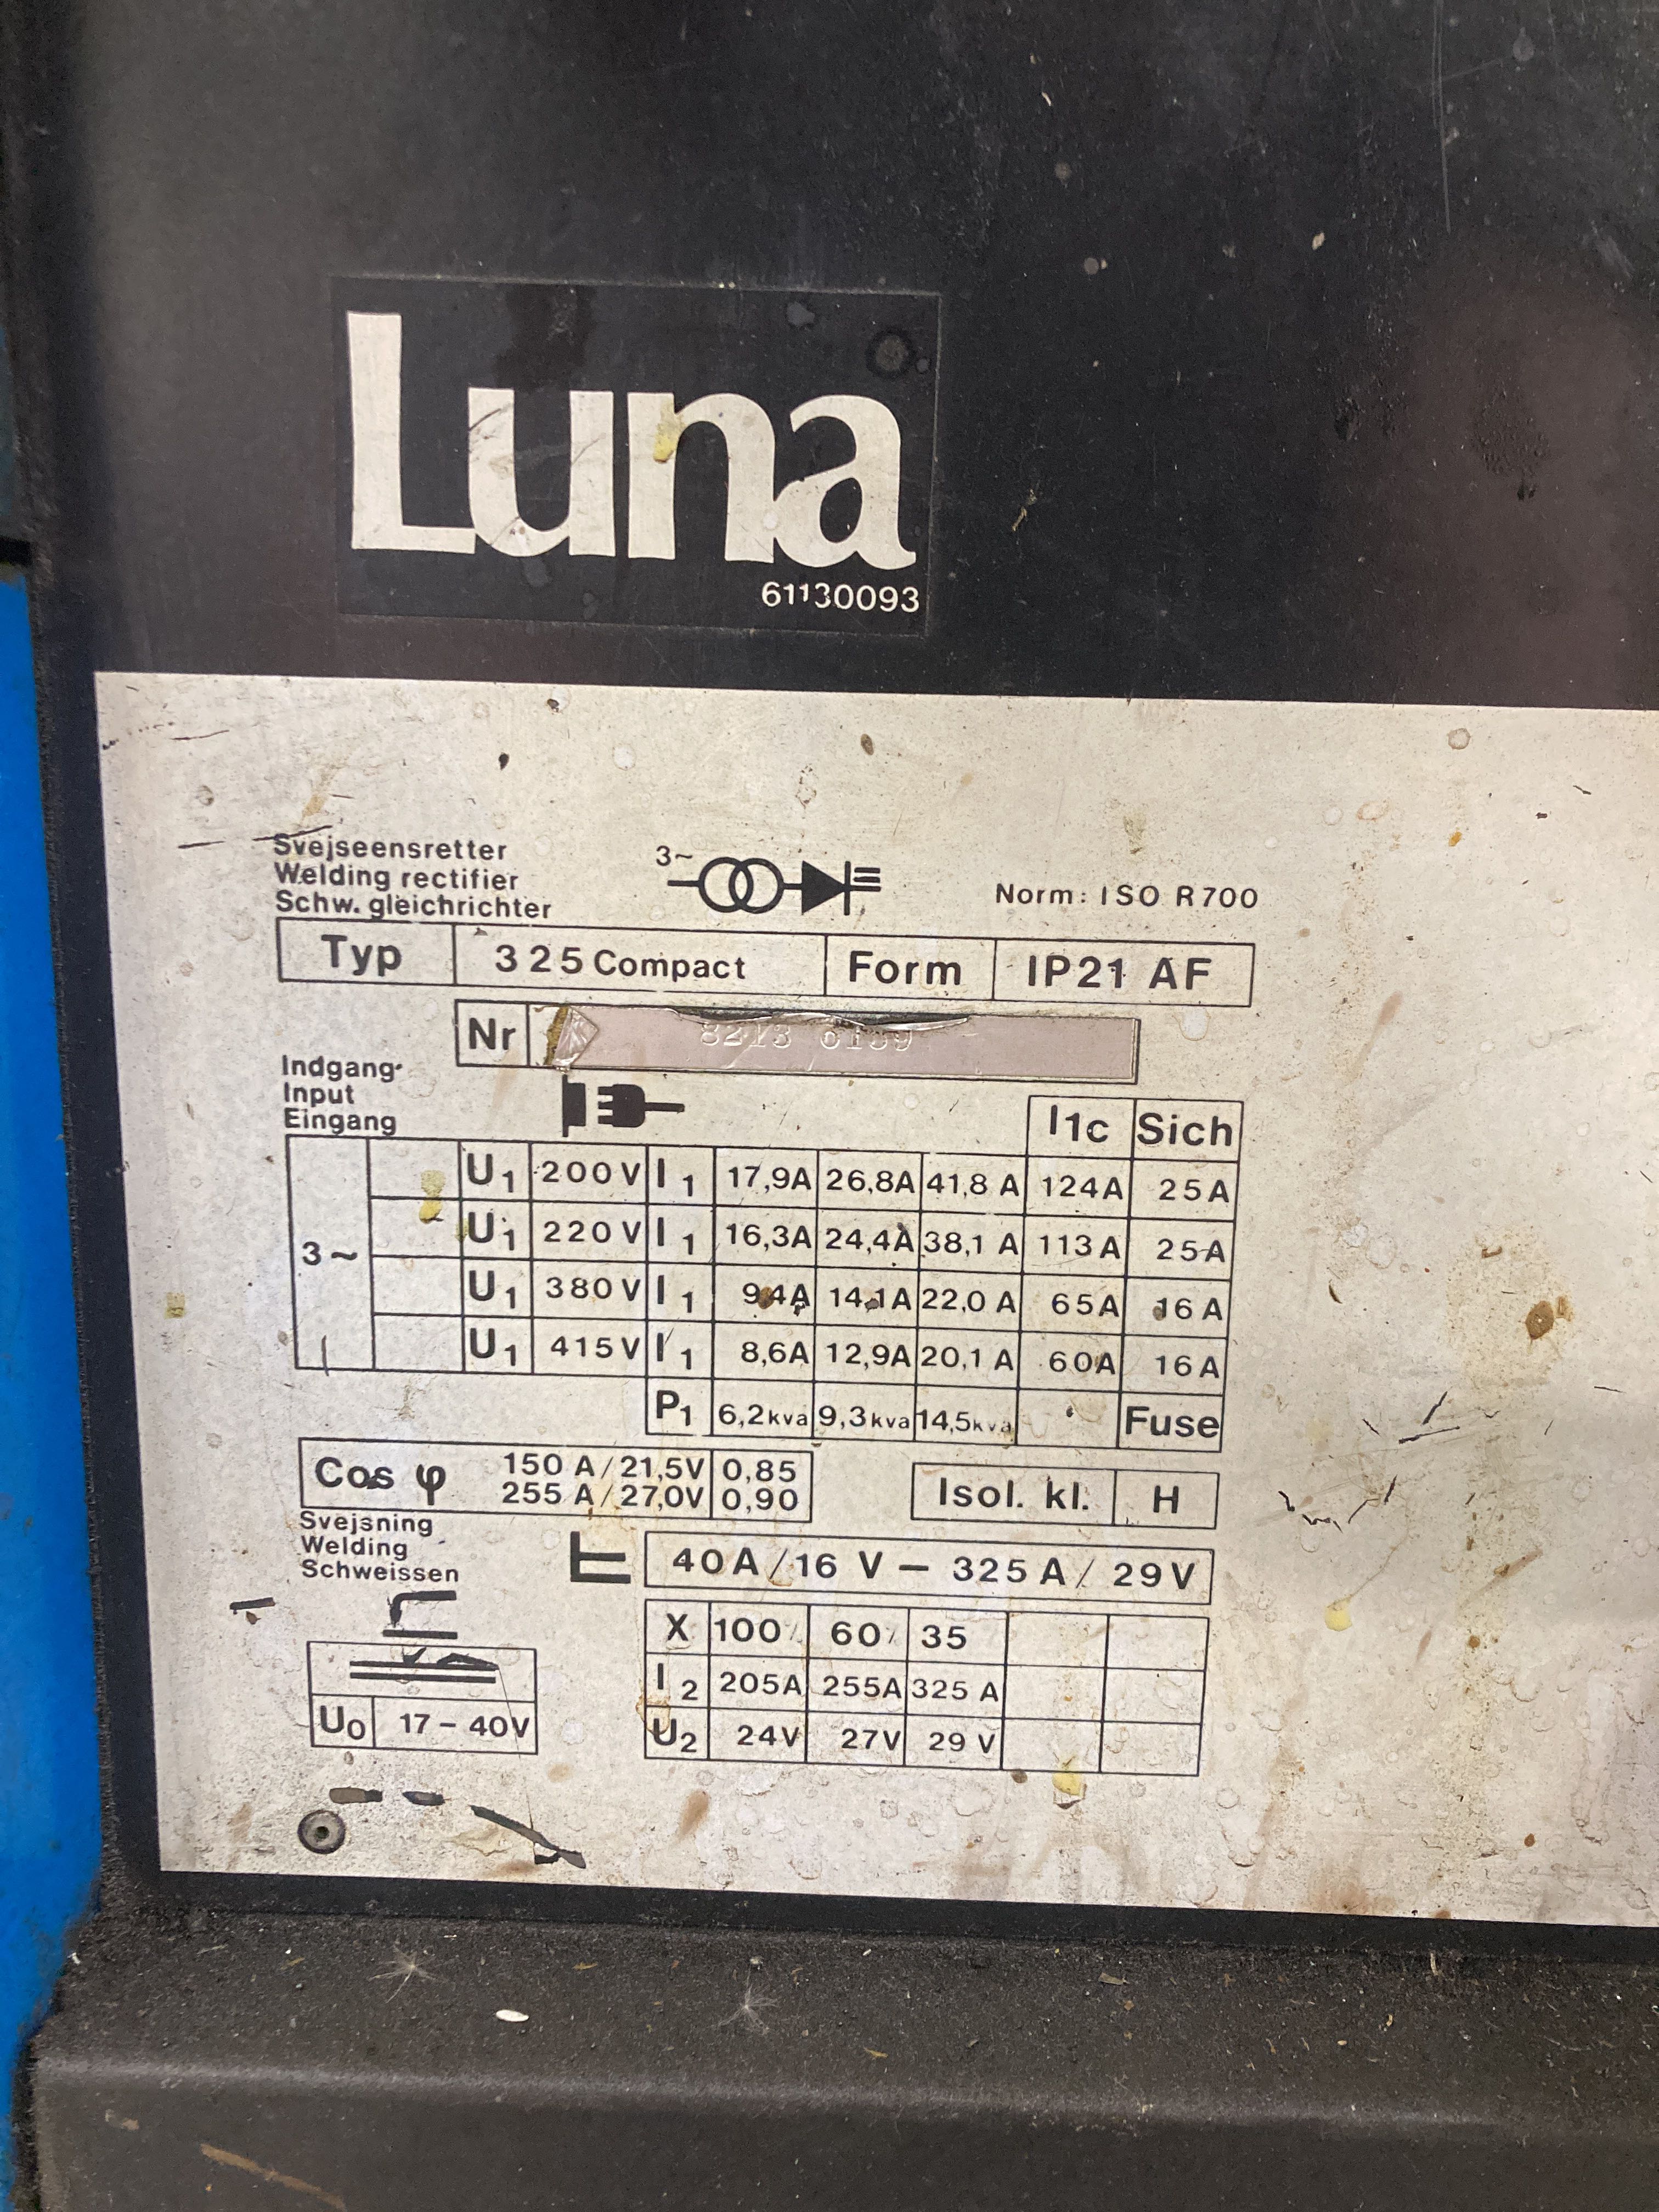 Luna
61130093
Svejseensretter
Welding rectifier
Schw. gleichrichter
3~
Norm: ISO R700
Typ 325 Compact Form IP21 AF
Nr
Indgang
Input
Eingang
I1c Sich
3~
U1 200V I1 17,9A 26,8A 41,8 A 124A 25A
U1 220V I1 16,3A 24,4A 38,1 A 113A 25A
U1 380V I1 9,4A 14,1A 22,0 A 65A 16A
U1 415V I1 8,6A 12,9A 20,1 A 60A 16A
P1 6,2kva 9,3kva 14,5kva Fuse
Cos φ 150 A/21,5V 0,85
255 A/27,0V 0,90
Isol. kl. H
Svejsning
Welding
Schweissen
40A/16 V – 325A/ 29V
X 100% 60% 35
I2 205A 255A 325 A
U0 17-40V
U2 24V 27V 29 V